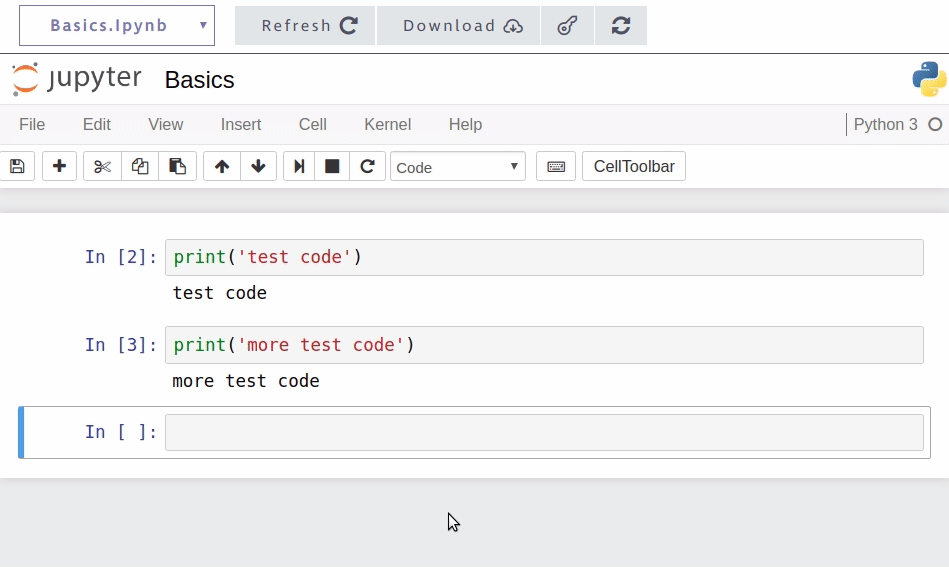 Basics.Ipynb ▾ Refresh Download
jupyter Basics
File Edit View Insert Cell Kernel Help Python 3
Code ▾ CellToolbar
In [2]: print('test code')
test code
In [3]: print('more test code')
more test code
In [ ]: